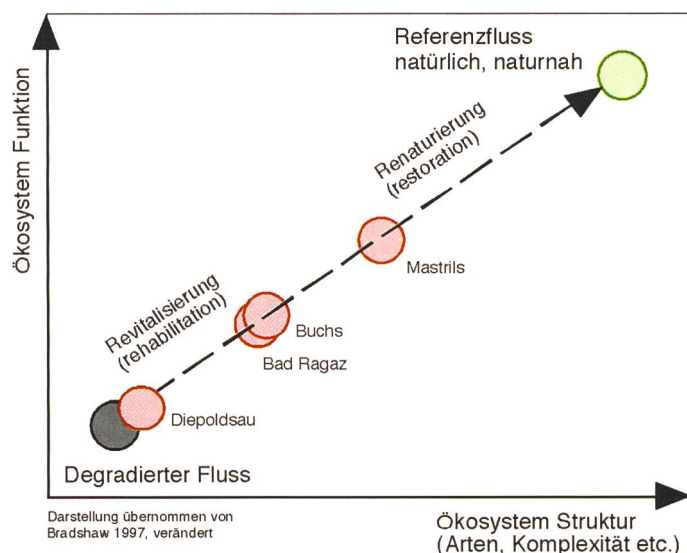 Referenzfluss
natürlich, naturnah
Ökosystem Funktion
Renaturierung
(restoration)
Mastrils
Revitalisierung
(rehabilitation)
Buchs
Bad Ragaz
Diepoldsau
Degradierter Fluss
Darstellung übernommen von
Bradshaw 1997, verändert
Ökosystem Struktur
(Arten, Komplexität etc.)